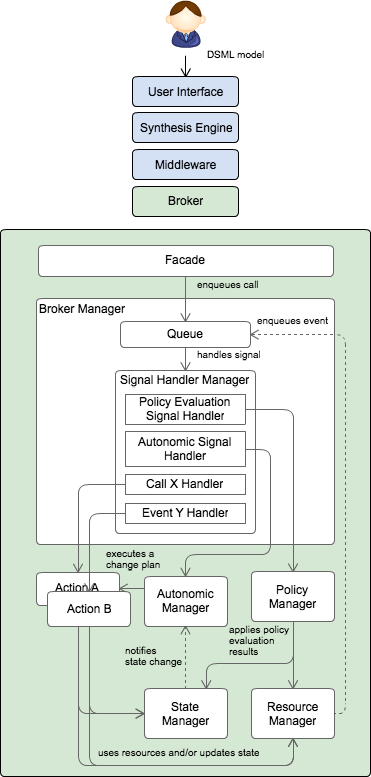 DSML model
User Interface
Synthesis Engine
Middleware
Broker
Facade
enqueues call
Broker Manager
Queue
enqueues event
handles signal
Signal Handler Manager
Policy Evaluation
Signal Handler
Autonomic Signal
Handler
Call X Handler
Event Y Handler
executes a
change plan
Action A
Action B
Autonomic
Manager
Policy
Manager
applies policy
evaluation
results
notifies
state change
State
Manager
Resource
Manager
uses resources and/or updates state